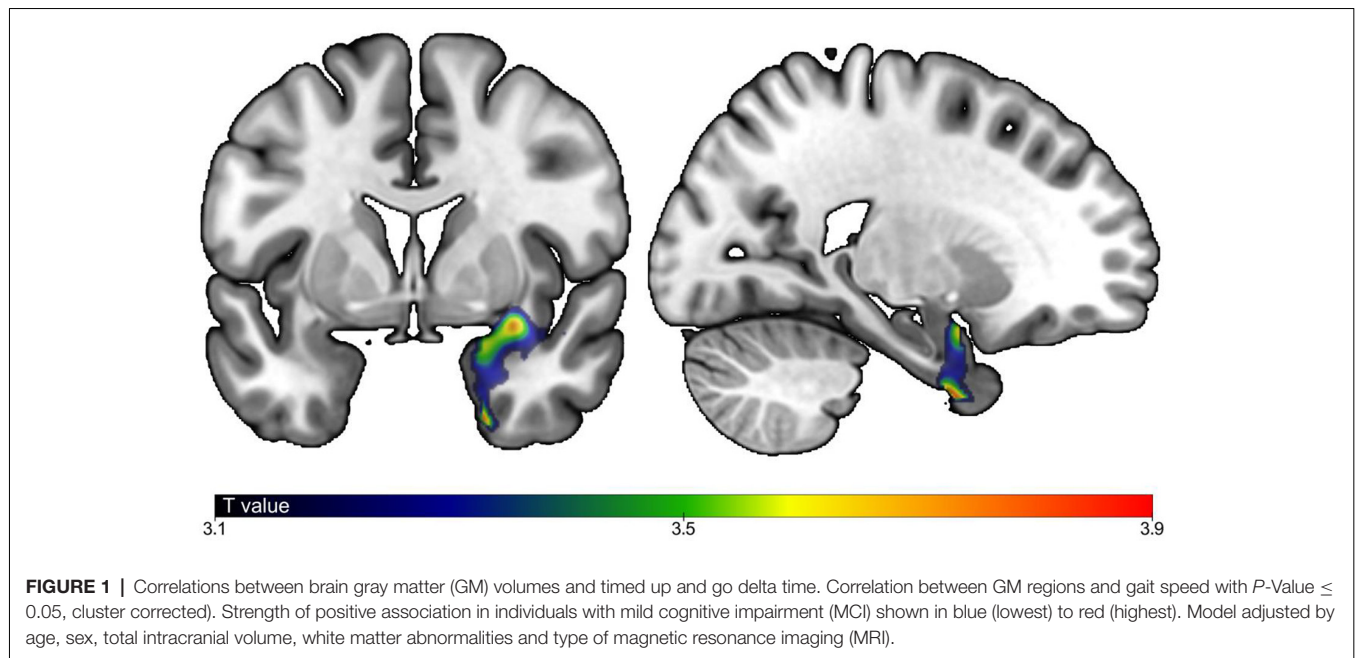 T value
3.1 3.5 3.9
FIGURE 1 | Correlations between brain gray matter (GM) volumes and timed up and go delta time. Correlation between GM regions and gait speed with P-Value ≤
0.05, cluster corrected). Strength of positive association in individuals with mild cognitive impairment (MCI) shown in blue (lowest) to red (highest). Model adjusted by
age, sex, total intracranial volume, white matter abnormalities and type of magnetic resonance imaging (MRI).